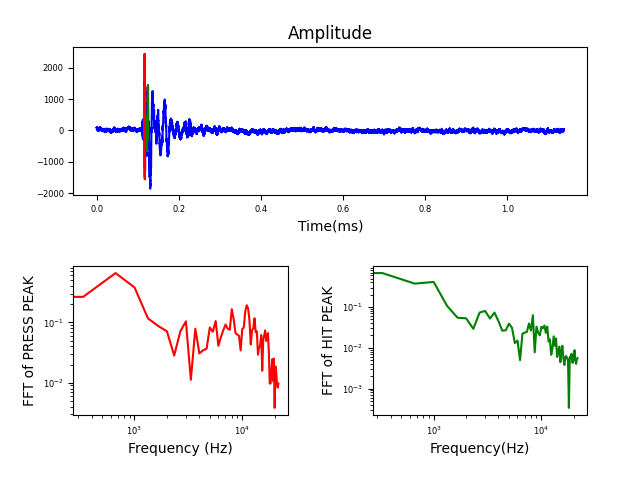 Amplitude
2000
1000
0
−1000
−2000
0.0 0.2 0.4 0.6 0.8 1.0
Time(ms)
FFT of PRESS PEAK
10⁻¹
10⁻²
10³ 10⁴
Frequency (Hz)
FFT of HIT PEAK
10⁻¹
10⁻²
10⁻³
10³ 10⁴
Frequency(Hz)